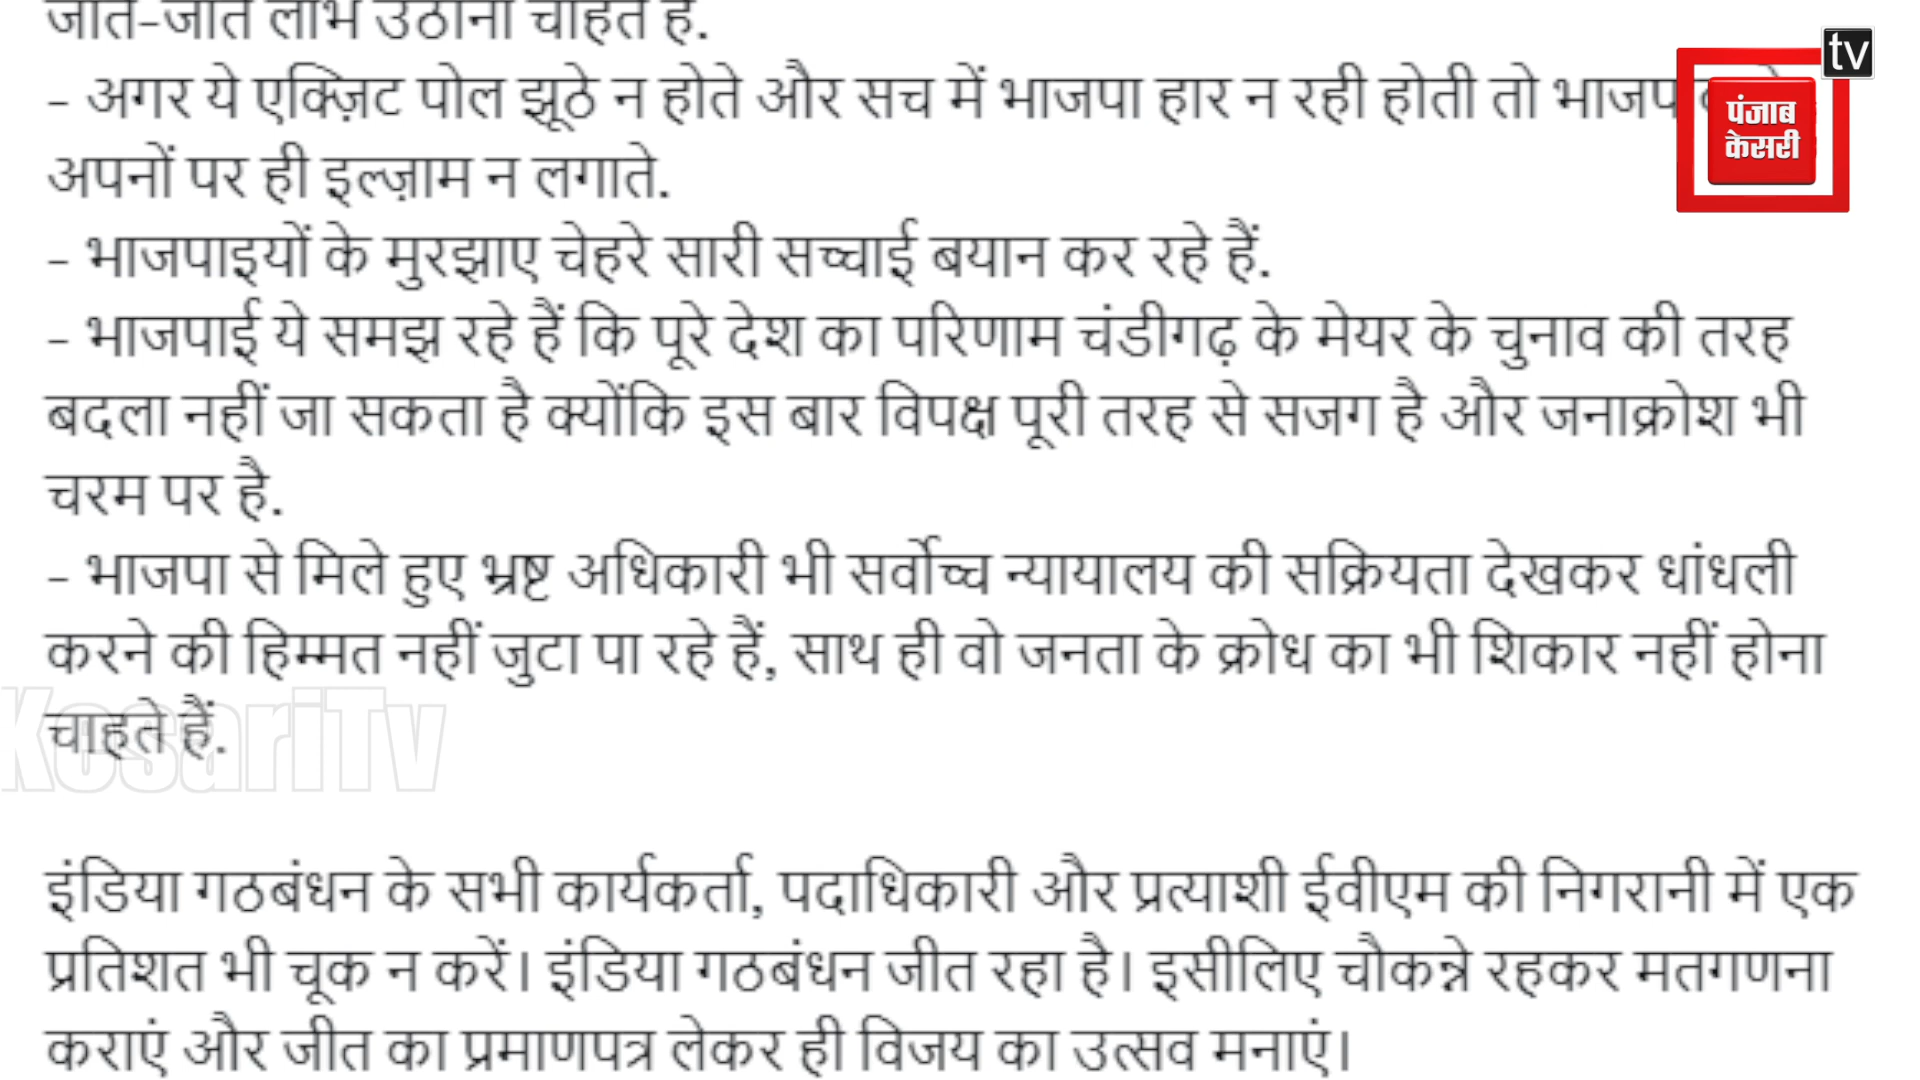 जाते-जाते लाभ उठाना चाहते हैं.
- अगर ये एक्ज़िट पोल झूठे न होते और सच में भाजपा हार न रही होती तो भाजप
अपनों पर ही इल्ज़ाम न लगाते.
- भाजपाइयों के मुरझाए चेहरे सारी सच्चाई बयान कर रहे हैं.
- भाजपाई ये समझ रहे हैं कि पूरे देश का परिणाम चंडीगढ़ के मेयर के चुनाव की तरह
बदला नहीं जा सकता है क्योंकि इस बार विपक्ष पूरी तरह से सजग है और जनाक्रोश भी
चरम पर है.
- भाजपा से मिले हुए भ्रष्ट अधिकारी भी सर्वोच्च न्यायालय की सक्रियता देखकर धांधली
करने की हिम्मत नहीं जुटा पा रहे हैं, साथ ही वो जनता के क्रोध का भी शिकार नहीं होना
चाहते हैं.
इंडिया गठबंधन के सभी कार्यकर्ता, पदाधिकारी और प्रत्याशी ईवीएम की निगरानी में एक
प्रतिशत भी चूक न करें। इंडिया गठबंधन जीत रहा है। इसीलिए चौकन्ने रहकर मतगणना
कराएं और जीत का प्रमाणपत्र लेकर ही विजय का उत्सव मनाएं।
tv
पंजाब
केसरी
KesariTv